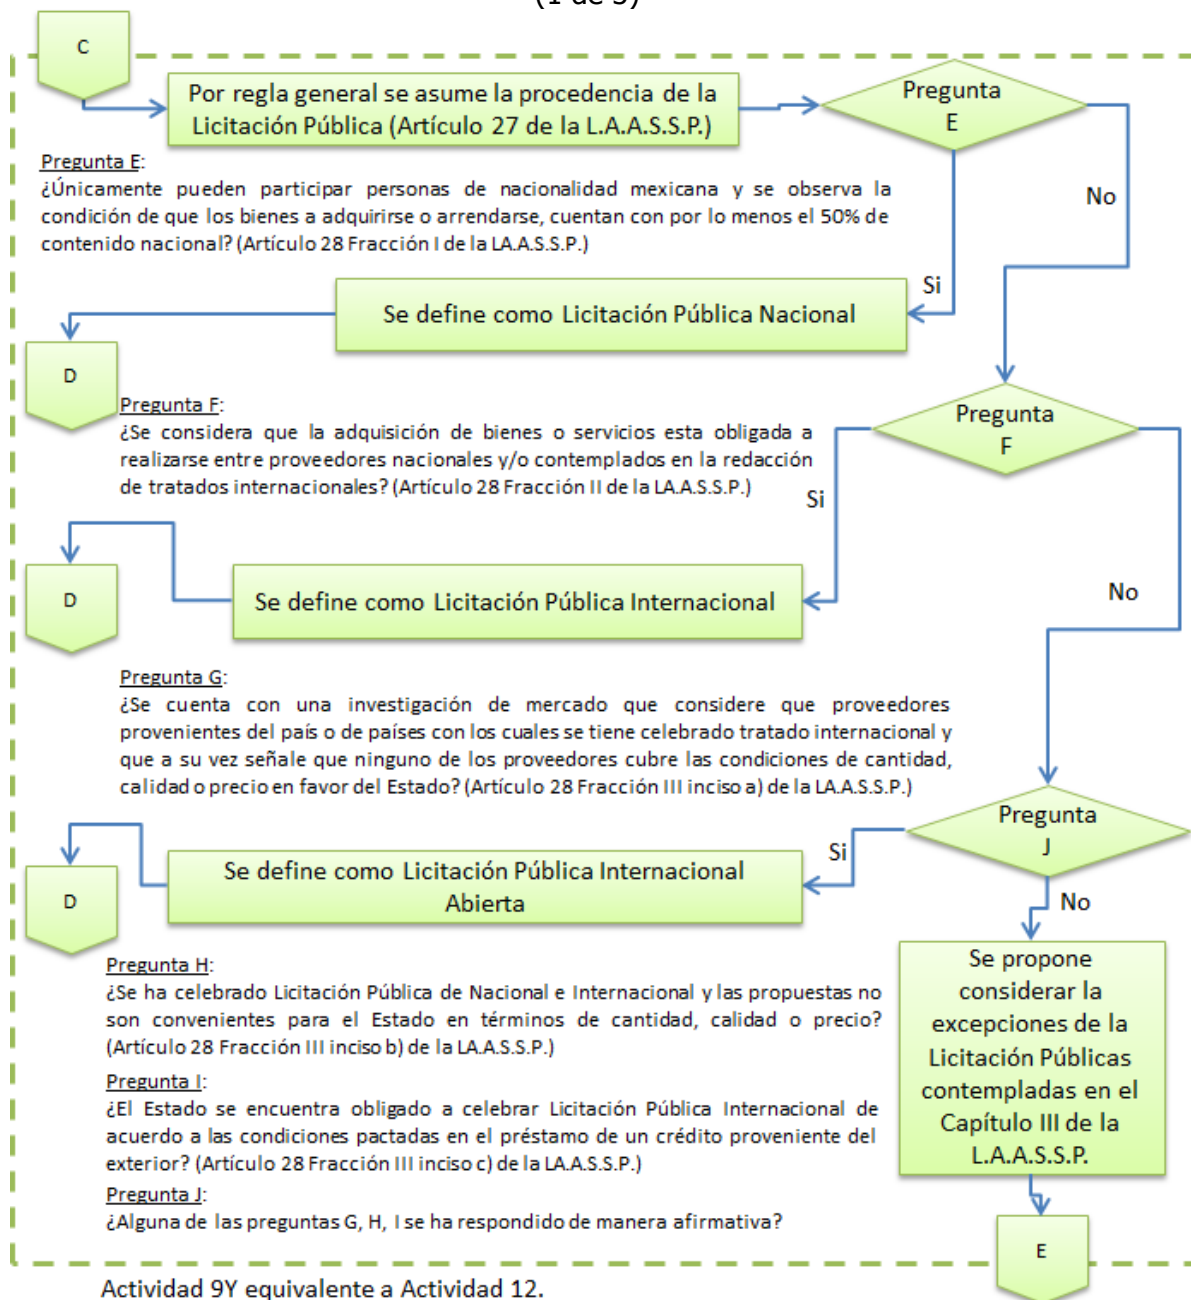 (1 de 3)
C
Por regla general se asume la procedencia de la
Licitación Pública (Artículo 27 de la L.A.A.S.S.P.)
Pregunta
E
Pregunta E:
¿Únicamente pueden participar personas de nacionalidad mexicana y se observa la
condición de que los bienes a adquirirse o arrendarse, cuentan con por lo menos el 50% de
contenido nacional? (Artículo 28 Fracción I de la LA.A.S.S.P.)
No
Si
Se define como Licitación Pública Nacional
D
Pregunta F:
¿Se considera que la adquisición de bienes o servicios esta obligada a
realizarse entre proveedores nacionales y/o contemplados en la redacción
de tratados internacionales? (Artículo 28 Fracción II de la LA.A.S.S.P.)
Pregunta
F
Si
No
Se define como Licitación Pública Internacional
D
Pregunta G:
¿Se cuenta con una investigación de mercado que considere que proveedores
provenientes del país o de países con los cuales se tiene celebrado tratado internacional y
que a su vez señale que ninguno de los proveedores cubre las condiciones de cantidad,
calidad o precio en favor del Estado? (Artículo 28 Fracción III inciso a) de la LA.A.S.S.P.)
Pregunta
J
Si
No
Se define como Licitación Pública Internacional
Abierta
D
Pregunta H:
¿Se ha celebrado Licitación Pública de Nacional e Internacional y las propuestas no
son convenientes para el Estado en términos de cantidad, calidad o precio?
(Artículo 28 Fracción III inciso b) de la LA.A.S.S.P.)
Pregunta I:
¿El Estado se encuentra obligado a celebrar Licitación Pública Internacional de
acuerdo a las condiciones pactadas en el préstamo de un crédito proveniente del
exterior? (Artículo 28 Fracción III inciso c) de la LA.A.S.S.P.)
Pregunta J:
¿Alguna de las preguntas G, H, I se ha respondido de manera afirmativa?
Se propone
considerar la
excepciones de la
Licitación Públicas
contempladas en el
Capítulo III de la
L.A.A.S.S.P.
E
Actividad 9Y equivalente a Actividad 12.